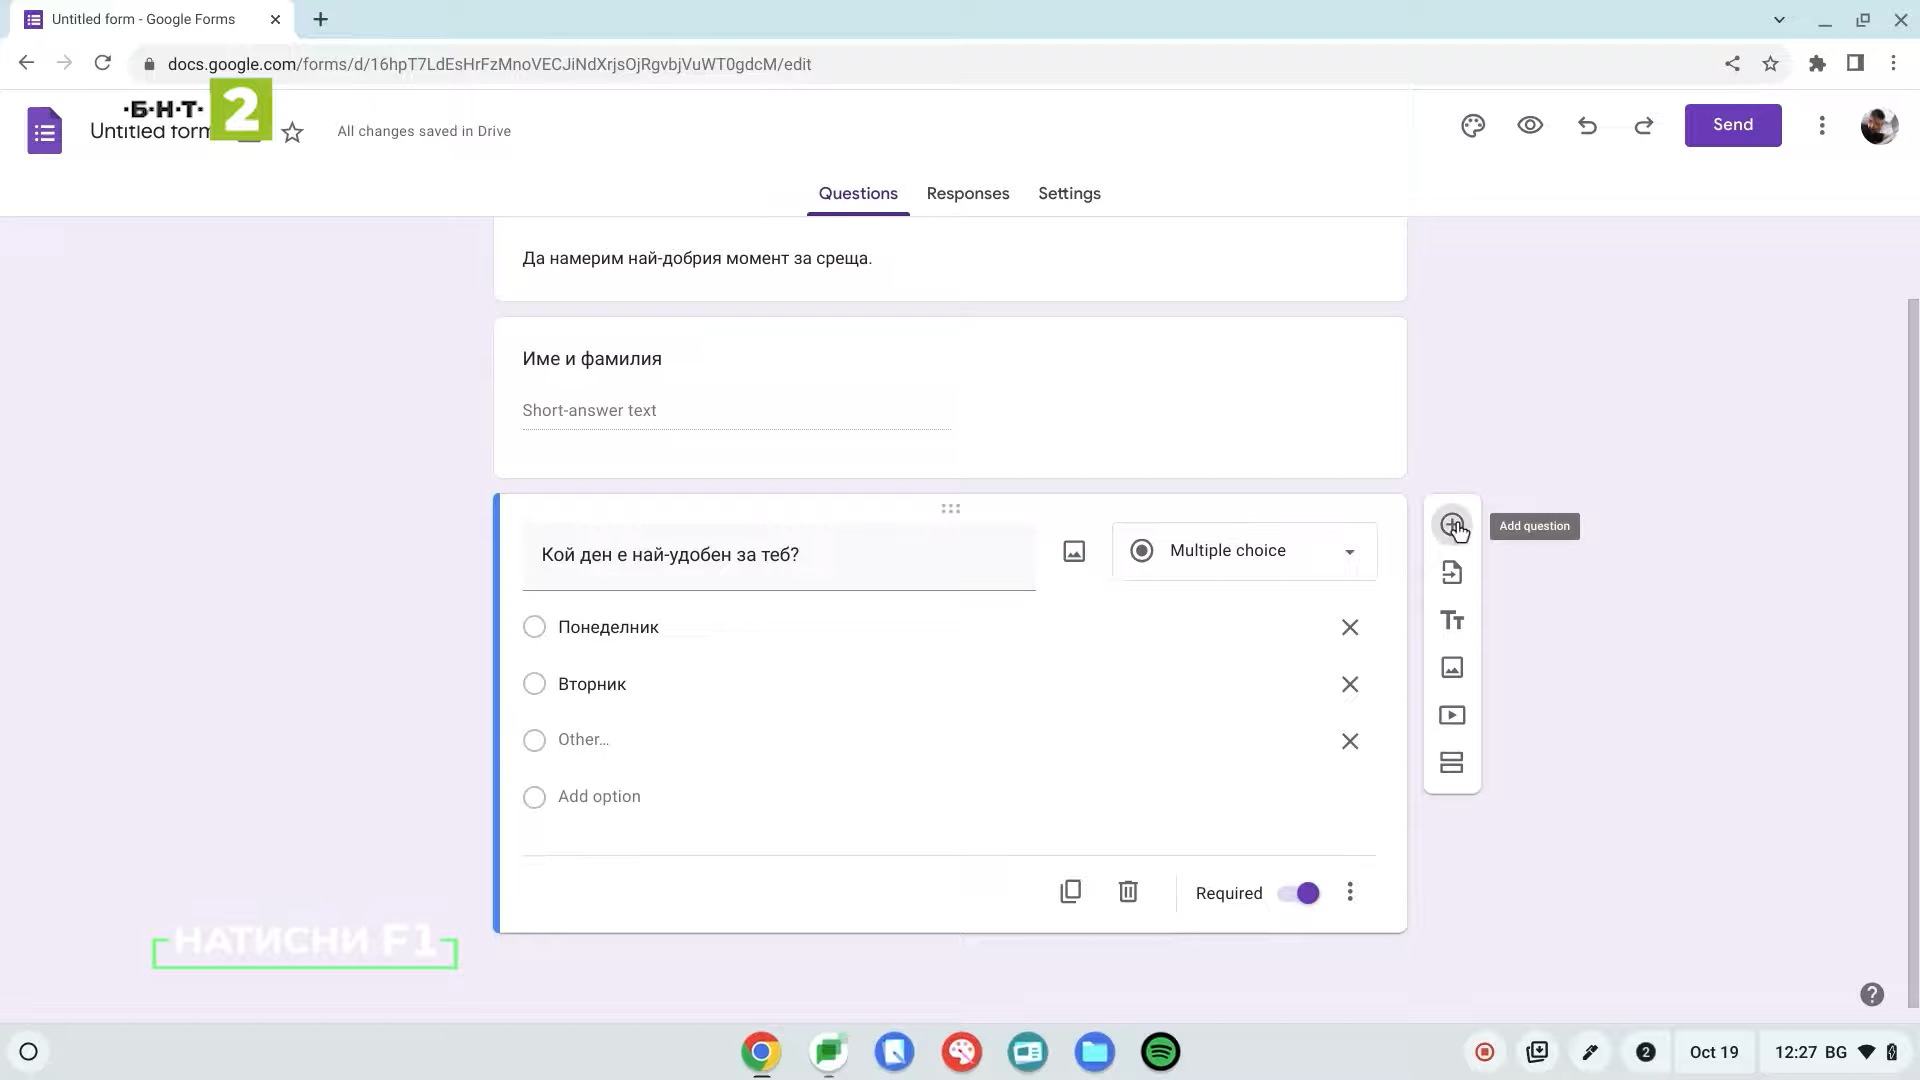 Untitled form - Google Forms
docs.google.com/forms/d/16hpT7LdEsHrFzMnoVECJiNdXrjsOjRgvbjVuWT0gdcM/edit
·Б·Н·Т· 2
Untitled form
All changes saved in Drive
Send
Questions Responses Settings
Да намерим най-добрия момент за среща.
Име и фамилия
Short-answer text
Кой ден е най-удобен за теб?
Multiple choice
Add question
Понеделник
Вторник
Other...
Add option
Required
НАТИСНИ F1
2
Oct 19
12:27 BG